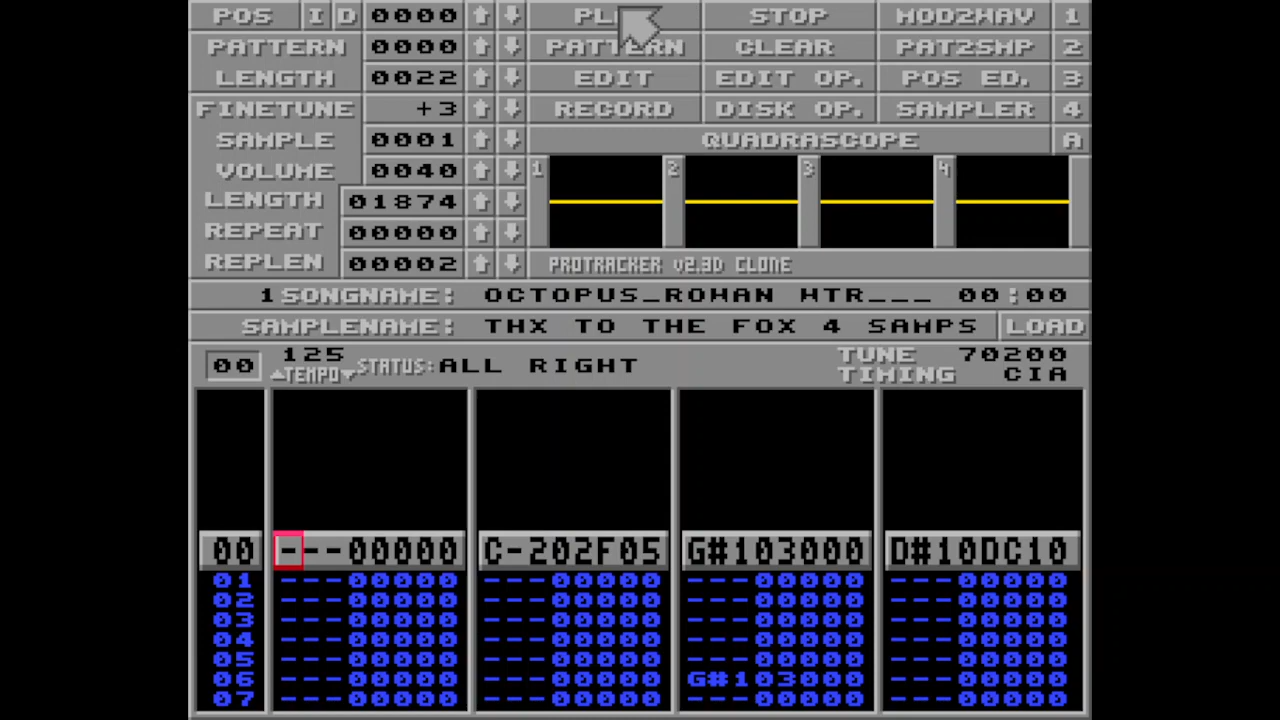 POS I D 0000 PL STOP MOD2WAV 1
PATTERN 0000 PATTERN CLEAR PAT2SMP 2
LENGTH 0022 EDIT EDIT OP. POS ED. 3
FINETUNE +3 RECORD DISK OP. SAMPLER 4
SAMPLE 0001 QUADRASCOPE A
VOLUME 0040 1 2 3 4
LENGTH 01874
REPEAT 00000
REPLEN 00002 PROTRACKER V2.3D CLONE
1 SONGNAME: OCTOPUS_ROHAN HTR___ 00:00
SAMPLENAME: THX TO THE FOX 4 SAMPS LOAD
00 125 TEMPO STATUS: ALL RIGHT TUNE 70200
TIMING CIA
00 ---00000 C-202F05 G#103000 D#10DC10
01 ---00000 ---00000 ---00000 ---00000
02 ---00000 ---00000 ---00000 ---00000
03 ---00000 ---00000 ---00000 ---00000
04 ---00000 ---00000 ---00000 ---00000
05 ---00000 ---00000 ---00000 ---00000
06 ---00000 ---00000 G#103000 ---00000
07 ---00000 ---00000 ---00000 ---00000